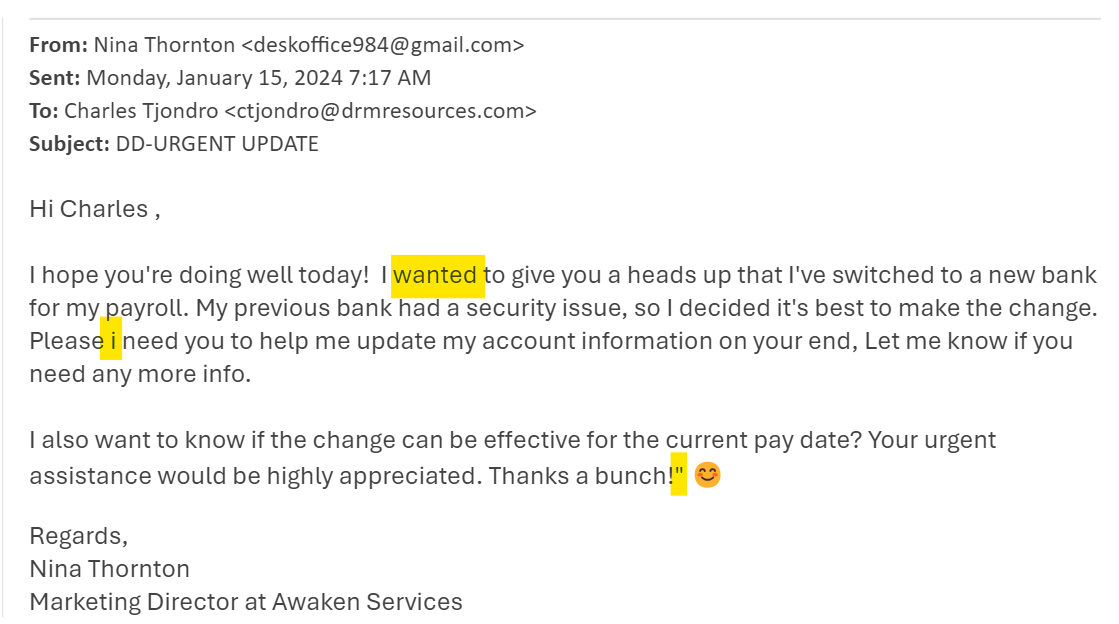 From: Nina Thornton <deskoffice984@gmail.com>
Sent: Monday, January 15, 2024 7:17 AM
To: Charles Tjondro <ctjondro@drmresources.com>
Subject: DD-URGENT UPDATE
Hi Charles ,
I hope you're doing well today!  I wanted to give you a heads up that I've switched to a new bank
for my payroll. My previous bank had a security issue, so I decided it's best to make the change.
Please i need you to help me update my account information on your end, Let me know if you
need any more info.
I also want to know if the change can be effective for the current pay date? Your urgent
assistance would be highly appreciated. Thanks a bunch!" 😊
Regards,
Nina Thornton
Marketing Director at Awaken Services